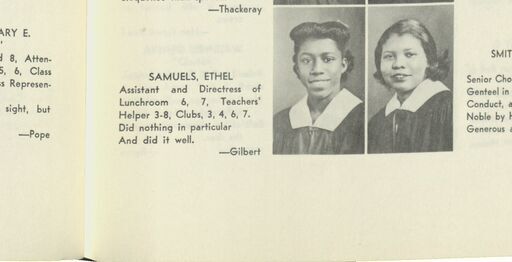 ARY E.
"
d 8, Atten-
5, 6, Class
ss Represen-
sight, but
—Pope
—Thackeray
SAMUELS, ETHEL
Assistant and Directress of
Lunchroom 6, 7, Teachers'
Helper 3-8, Clubs, 3, 4, 6, 7.
Did nothing in particular
And did it well.
—Gilbert
SMIT
Senior Cho
Genteel in
Conduct, a
Noble by H
Generous a